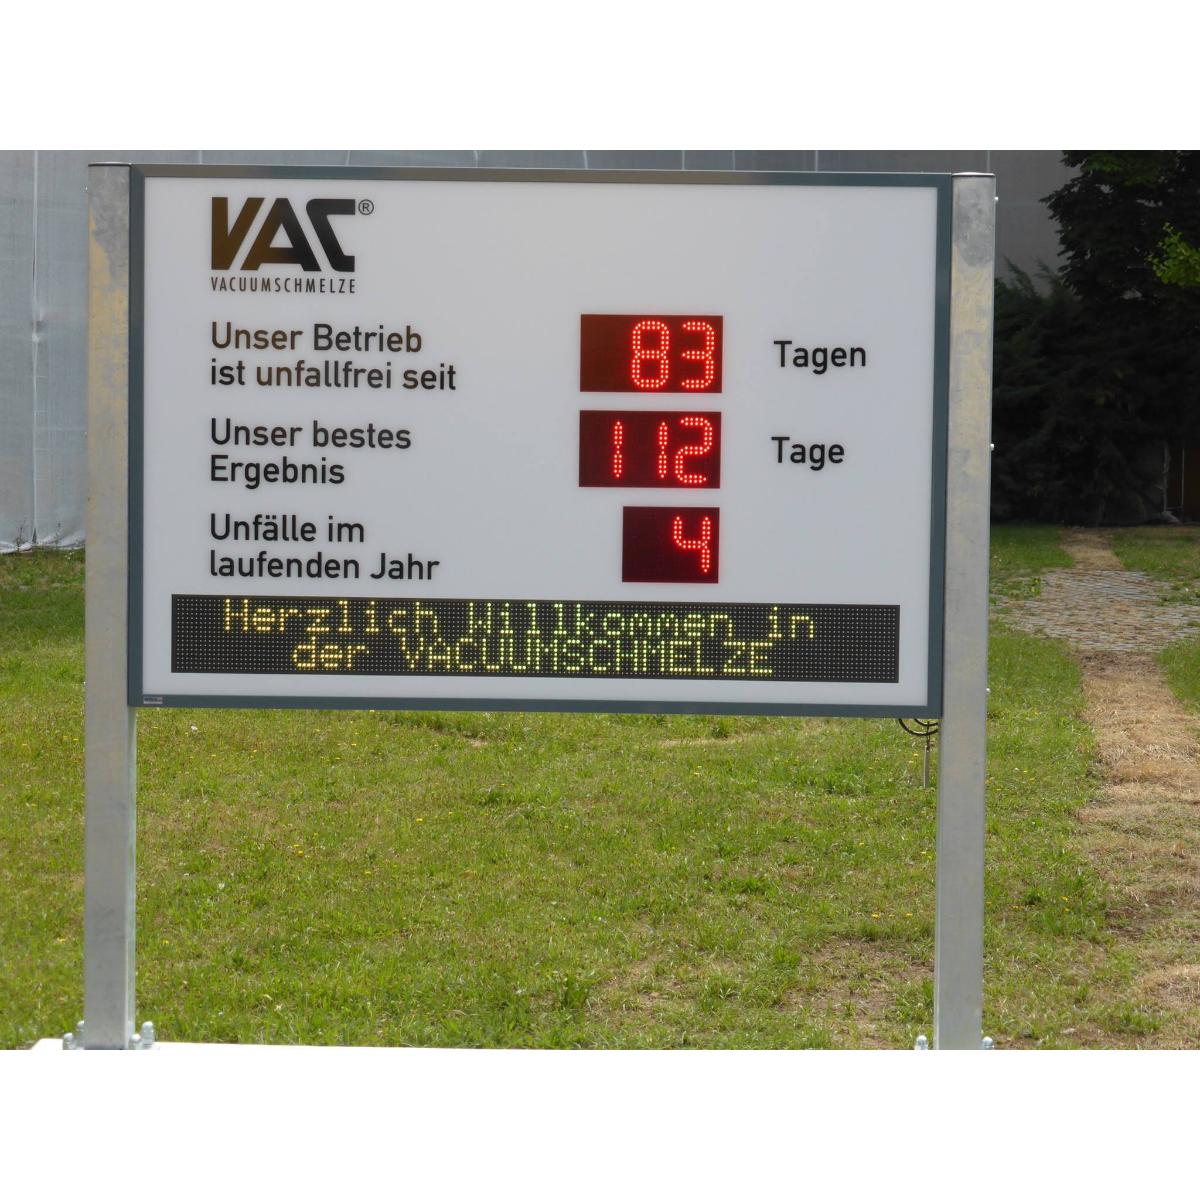 VAC®
VACUUMSCHMELZE
Unser Betrieb
ist unfallfrei seit
83
Tagen
Unser bestes
Ergebnis
112
Tage
Unfälle im
laufenden Jahr
4
Herzlich Willkommen in
der VACUUMSCHMELZE